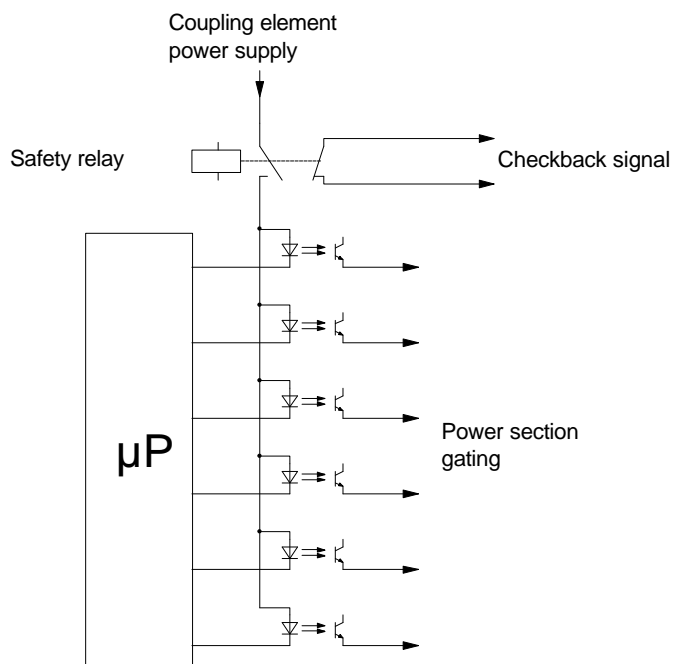 Coupling element
power supply
Safety relay
Checkback signal
µP
Power section
gating